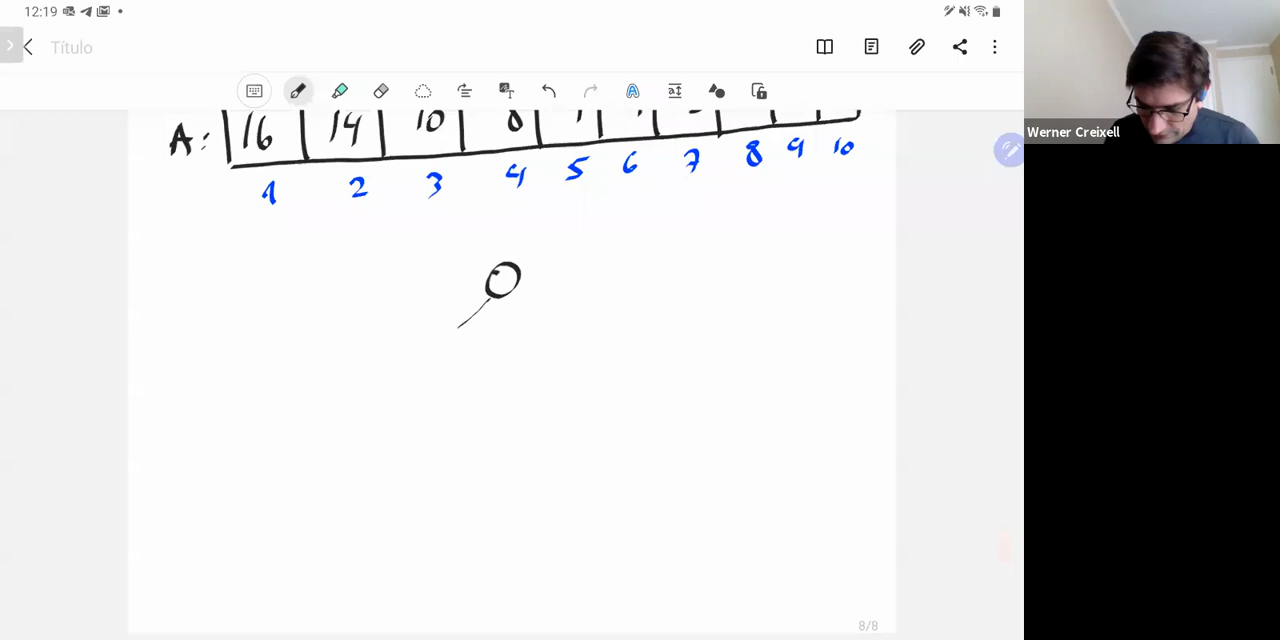 12:19
Título
A: 16 14 10 8
1 2 3 4 5 6 7 8 9 10
Werner Creixell
8/8